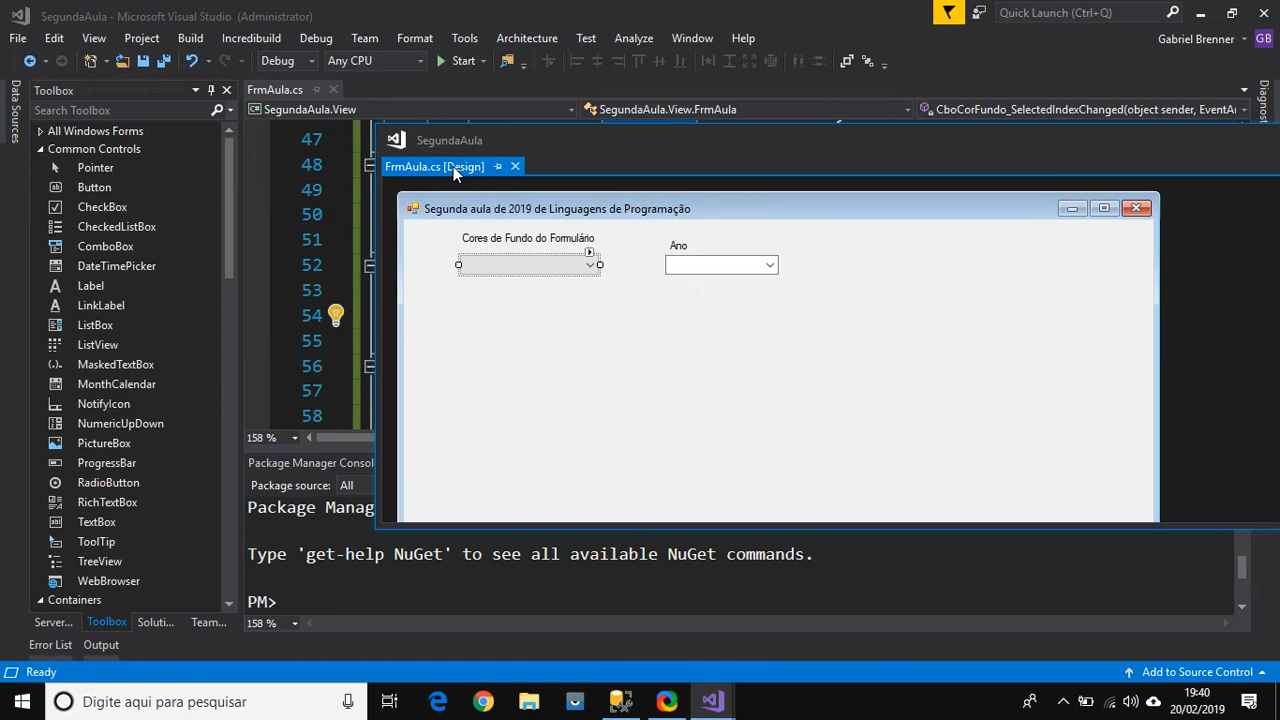 SegundaAula - Microsoft Visual Studio (Administrator)
Quick Launch (Ctrl+Q)
File Edit View Project Build Incredibuild Debug Team Format Tools Architecture Test Analyze Window Help
Gabriel Brenner GB
Debug Any CPU Start
Data Sources
Toolbox
FrmAula.cs
Diagnostic
Search Toolbox
SegundaAula.View
SegundaAula.View.FrmAula
CboCorFundo_SelectedIndexChanged(object sender, EventAr
All Windows Forms
Common Controls
Pointer
Button
CheckBox
CheckedListBox
ComboBox
DateTimePicker
Label
LinkLabel
ListBox
ListView
MaskedTextBox
MonthCalendar
NotifyIcon
NumericUpDown
PictureBox
ProgressBar
RadioButton
RichTextBox
TextBox
ToolTip
TreeView
WebBrowser
Containers
47
48
49
50
51
52
53
54
55
56
57
58
SegundaAula
FrmAula.cs [Design]
Segunda aula de 2019 de Linguagens de Programação
Cores de Fundo do Formulário
Ano
158 %
Package Manager Consol
Package source: All
Package Manag
Type 'get-help NuGet' to see all available NuGet commands.
PM>
158 %
Server... Toolbox Soluti... Team...
Error List Output
Ready
Add to Source Control
Digite aqui para pesquisar
19:40
20/02/2019